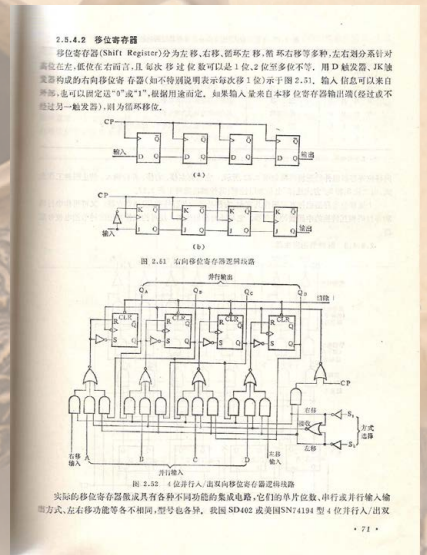 2.5.4.2 移位寄存器
移位寄存器(Shift Register)分为左移、右移、循环左移、循环右移等多种,左右划分系针对
高位在左,低位在右而言,且每次移过位数可以是1位、2位至多位不等。用D触发器、JK触
发器构成的右向移位寄存器(如不特别说明表示每次移1位)示于图2.51。输入信息可以来自
外部,也可以固定送“0”或“1”,根据用途而定。如果输入量来自本移位寄存器输出端(经过或不
经过另一触发器),则为循环移位。
CP
Q Q Q Q
输入 D Q D Q D Q D Q 输出
(a)
CP
K Q K Q K Q K Q
输入 J Q J Q J Q J Q 输出
(b)
图 2.51 右向移位寄存器逻辑线路
并行输出
Q_A Q_B Q_C Q_D
清除
CLR CLR CLR CLR
R Q R Q R Q R Q
S Q S Q S Q S Q
CP
右移
S₁
方式
选择
左移
S₀
右移
输入
A B C D
左移
输入
并行输入
图 2.52 4位并行入/出双向移位寄存器逻辑线路
实际的移位寄存器做成具有各种不同功能的集成电路,它们的单片位数、串行或并行输入输
出方式、左右移功能等各不相同,型号也各异。我国SD402或美国SN74194型4位并行入/出双
· 71 ·